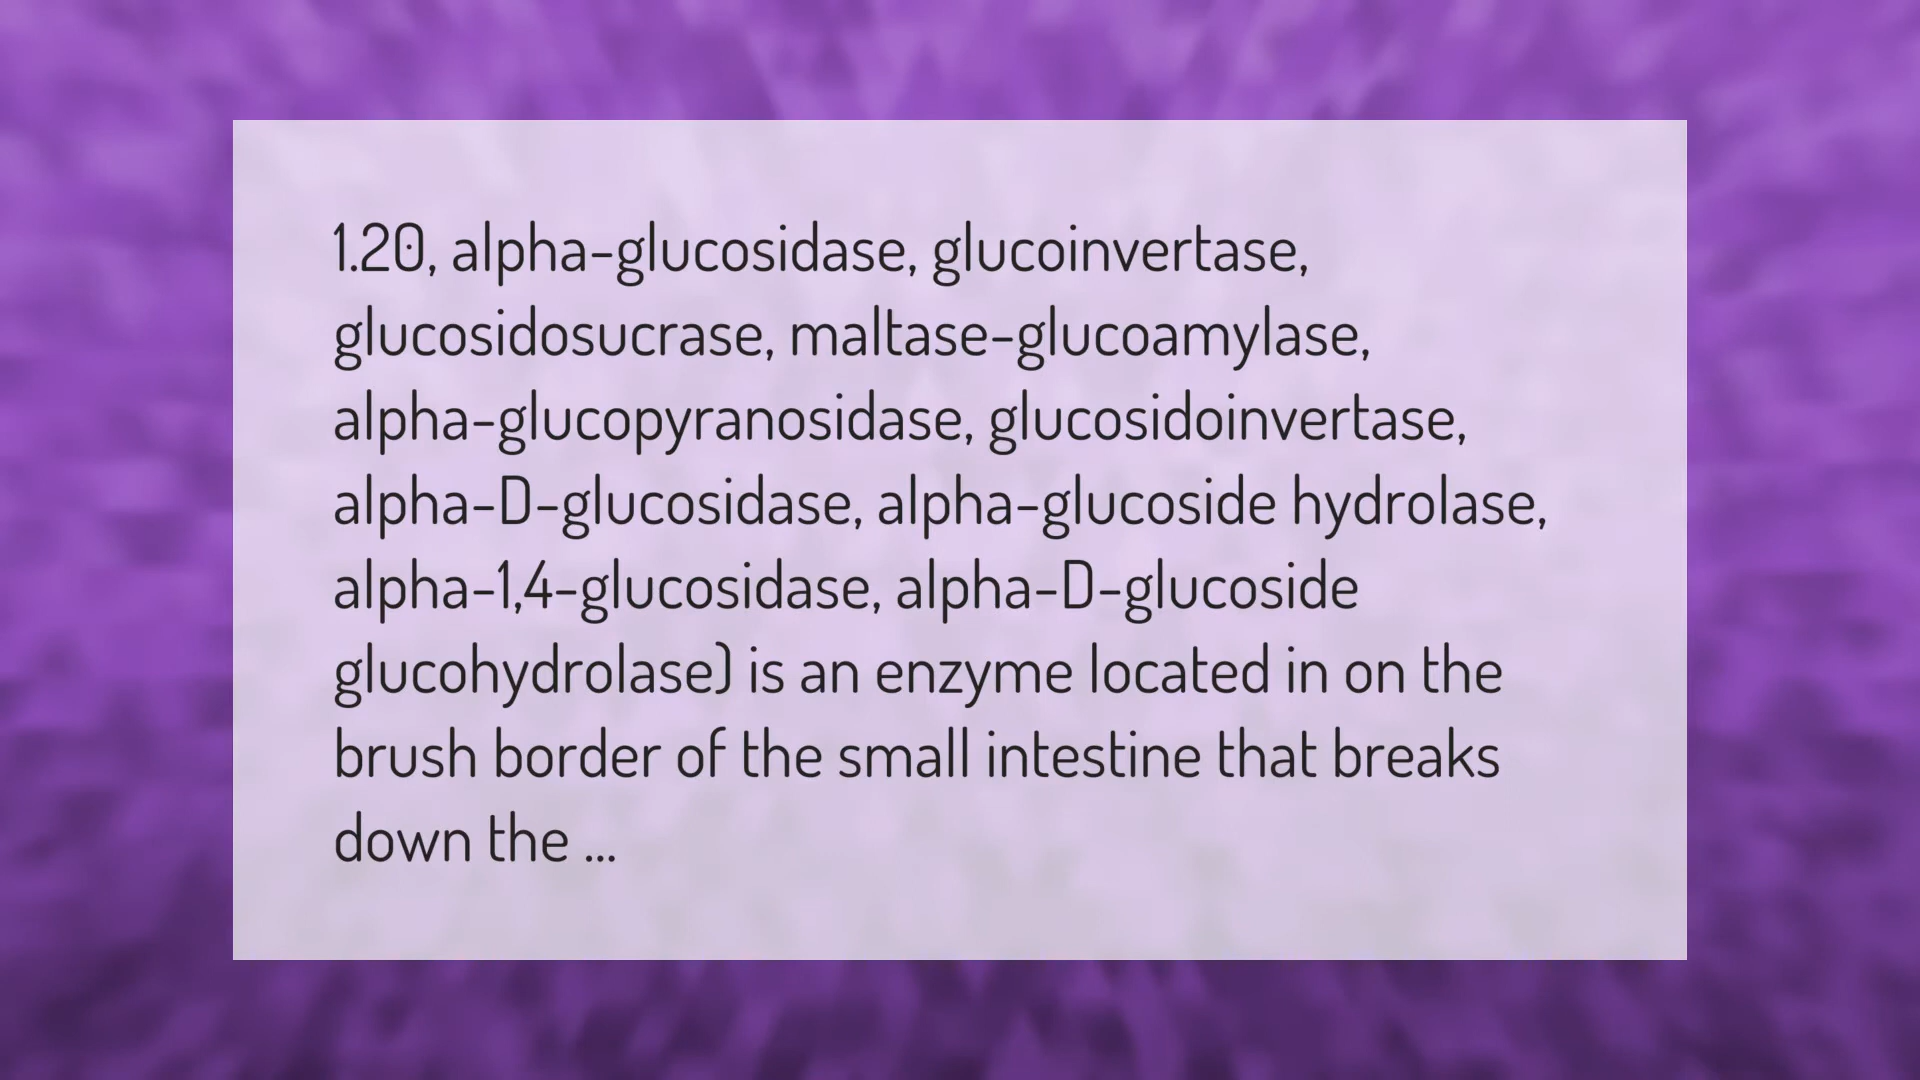 1.20, alpha-glucosidase, glucoinvertase,
glucosidosucrase, maltase-glucoamylase,
alpha-glucopyranosidase, glucosidoinvertase,
alpha-D-glucosidase, alpha-glucoside hydrolase,
alpha-1,4-glucosidase, alpha-D-glucoside
glucohydrolase) is an enzyme located in on the
brush border of the small intestine that breaks
down the ...